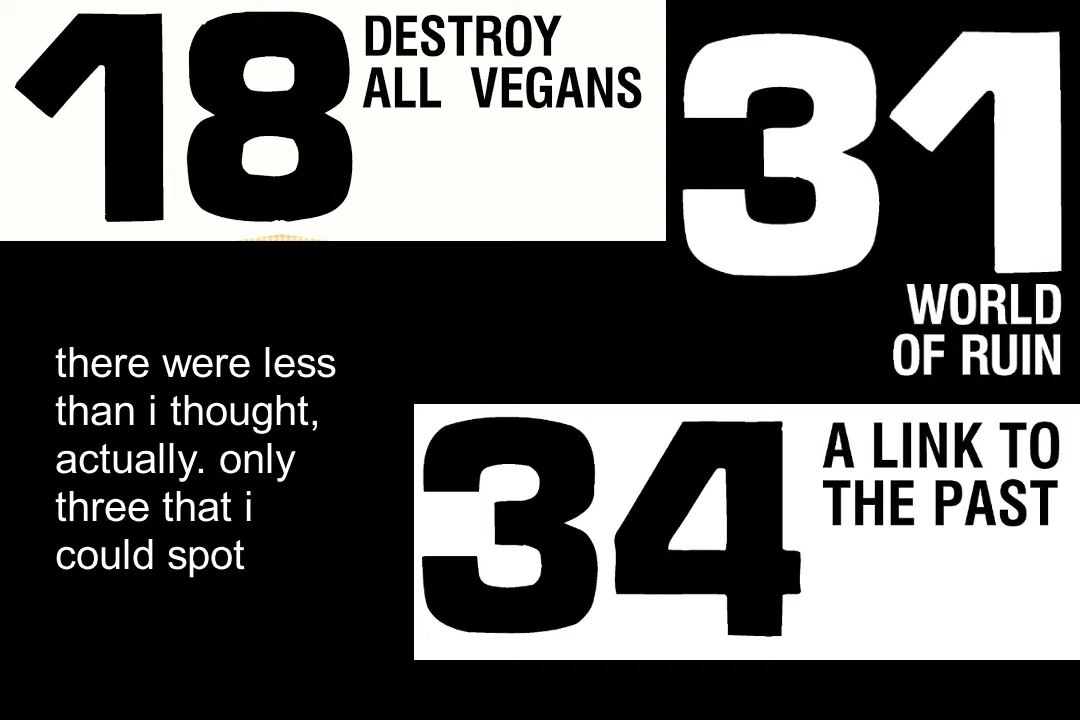 18
DESTROY
ALL VEGANS
31
WORLD
OF RUIN
there were less
than i thought,
actually. only
three that i
could spot
34
A LINK TO
THE PAST